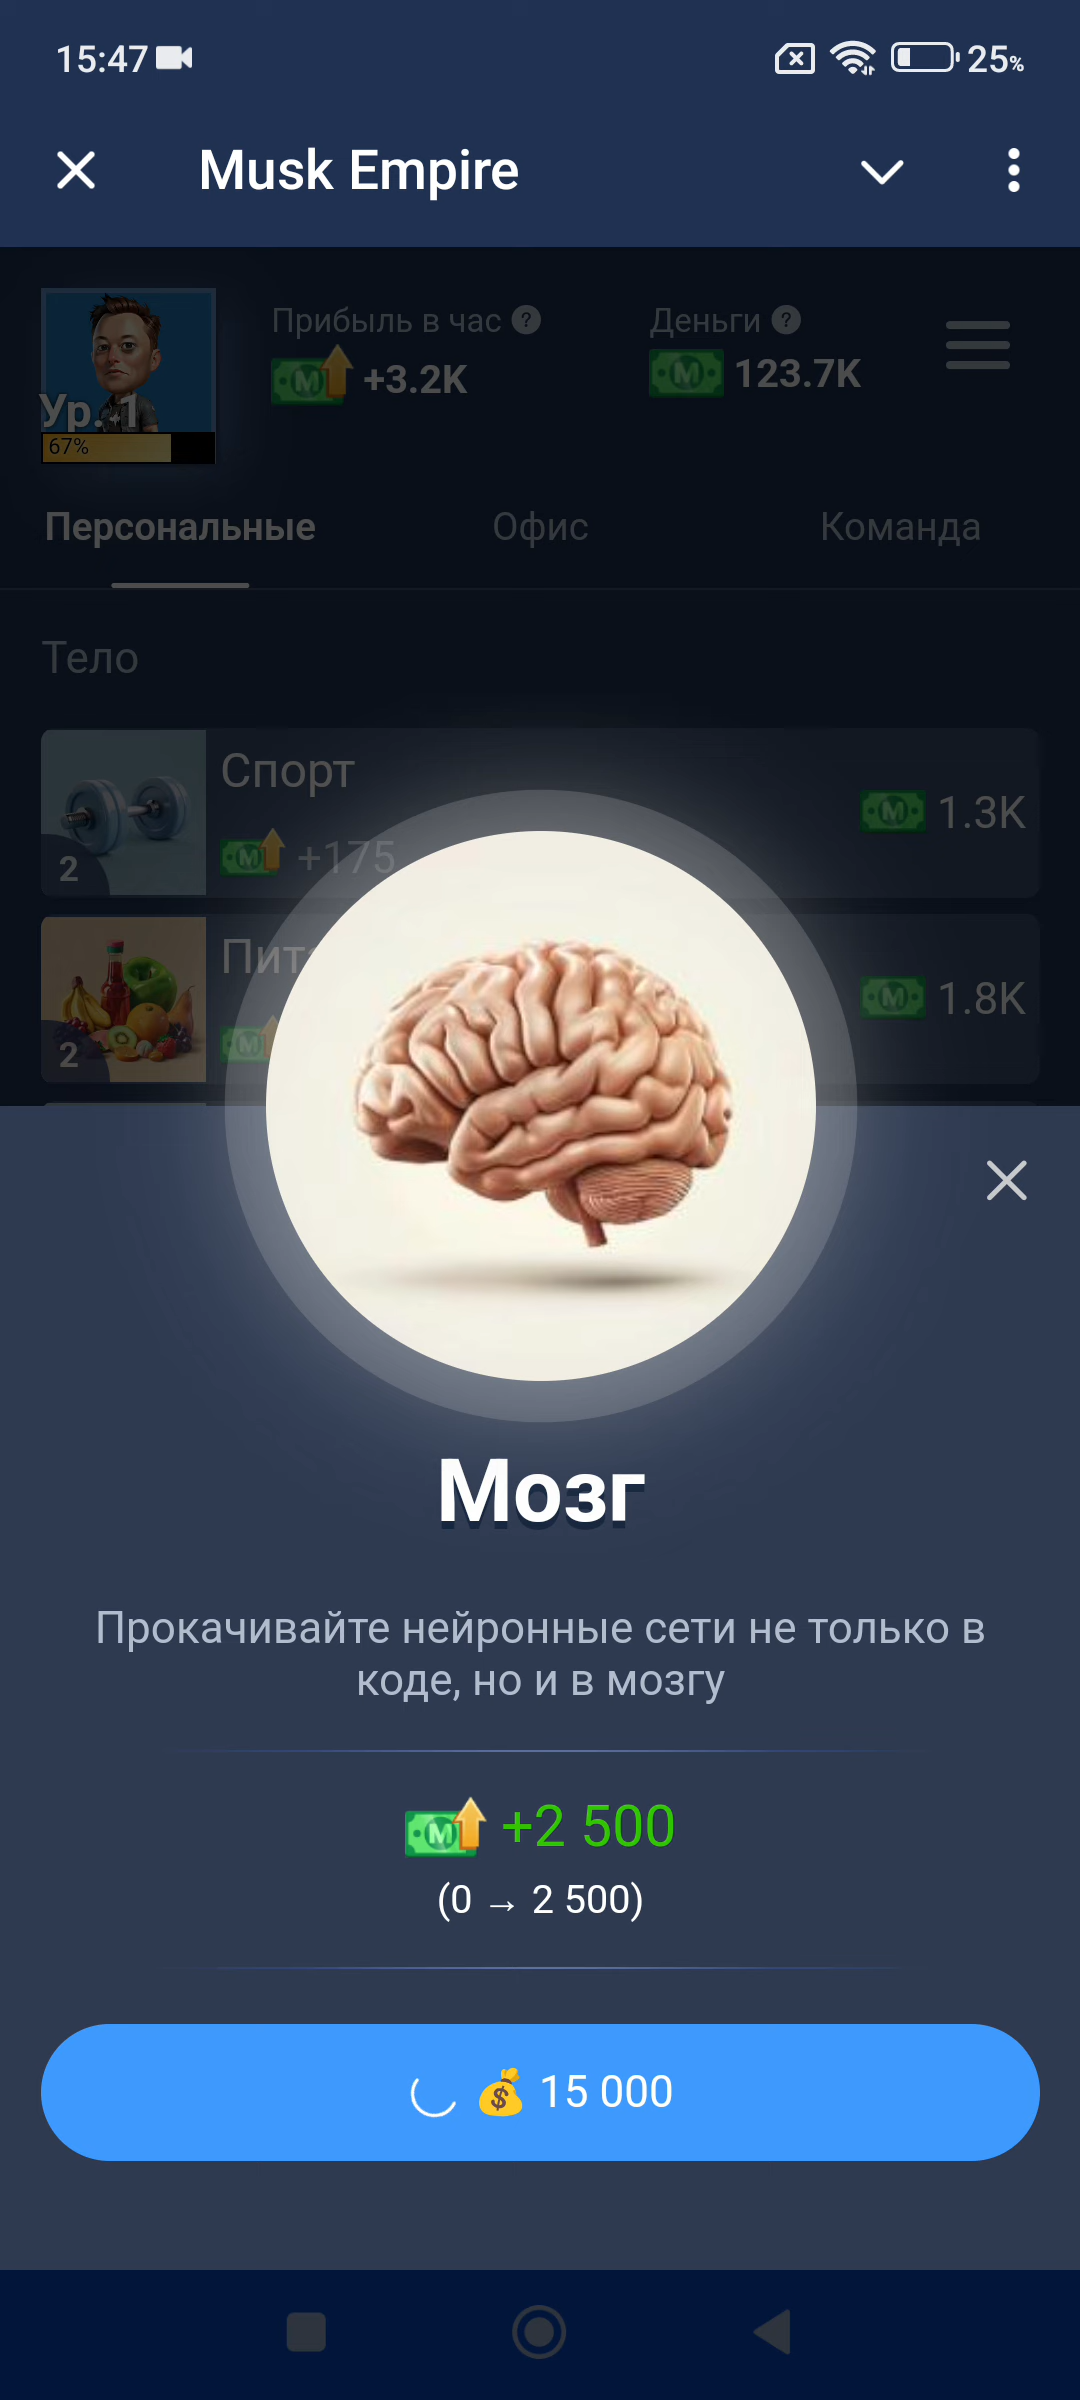 15:47 25%
Musk Empire
Прибыль в час ? Деньги ?
+3.2K 123.7K
Ур. 1
67%
Персональные Офис Команда
Тело
Спорт
+175 1.3K
2
Пит
1.8K
2
Мозг
Прокачивайте нейронные сети не только в
коде, но и в мозгу
+2 500
(0 → 2 500)
15 000